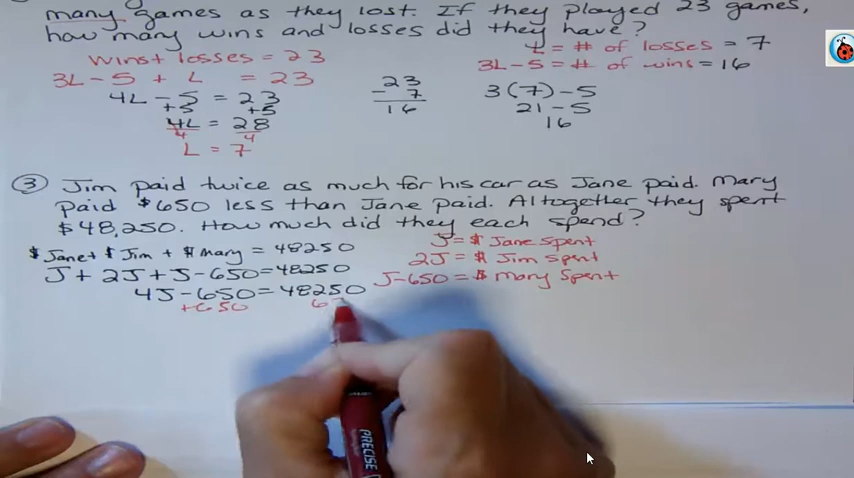 many games as they lost. If they played 23 games,
how many wins and losses did they have?
wins + losses = 23
L = # of losses = 7
3L - 5 + L = 23
3L - 5 = # of wins = 16
4L - 5 = 23
+5 +5
23
- 7
16
3(7) - 5
21 - 5
16
4L = 28
4 4
L = 7
③ Jim paid twice as much for his car as Jane paid. Mary
paid $650 less than Jane paid. Altogether they spent
$48,250. How much did they each spend?
$ Jane + $ Jim + $ Mary = 48250
J = $ Jane spent
J + 2J + J - 650 = 48250
2J = $ Jim spent
4J - 650 = 48250
J - 650 = $ Mary spent
+650
PRECISE